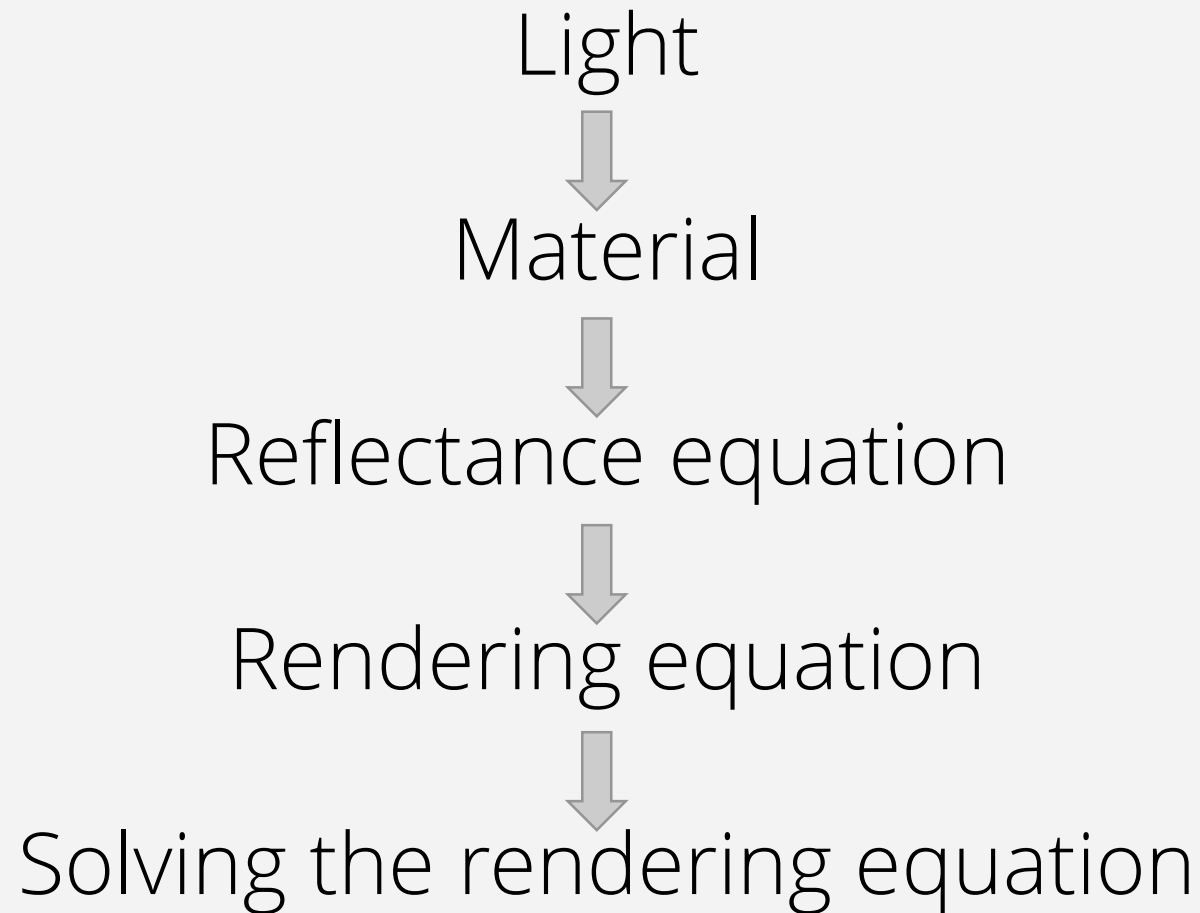 Light
Material
Reflectance equation
Rendering equation
Solving the rendering equation